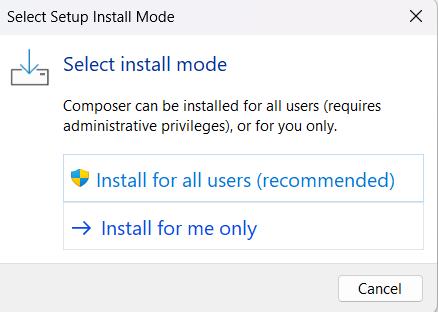 Select Setup Install Mode
Select install mode
Composer can be installed for all users (requires
administrative privileges), or for you only.
Install for all users (recommended)
Install for me only
Cancel